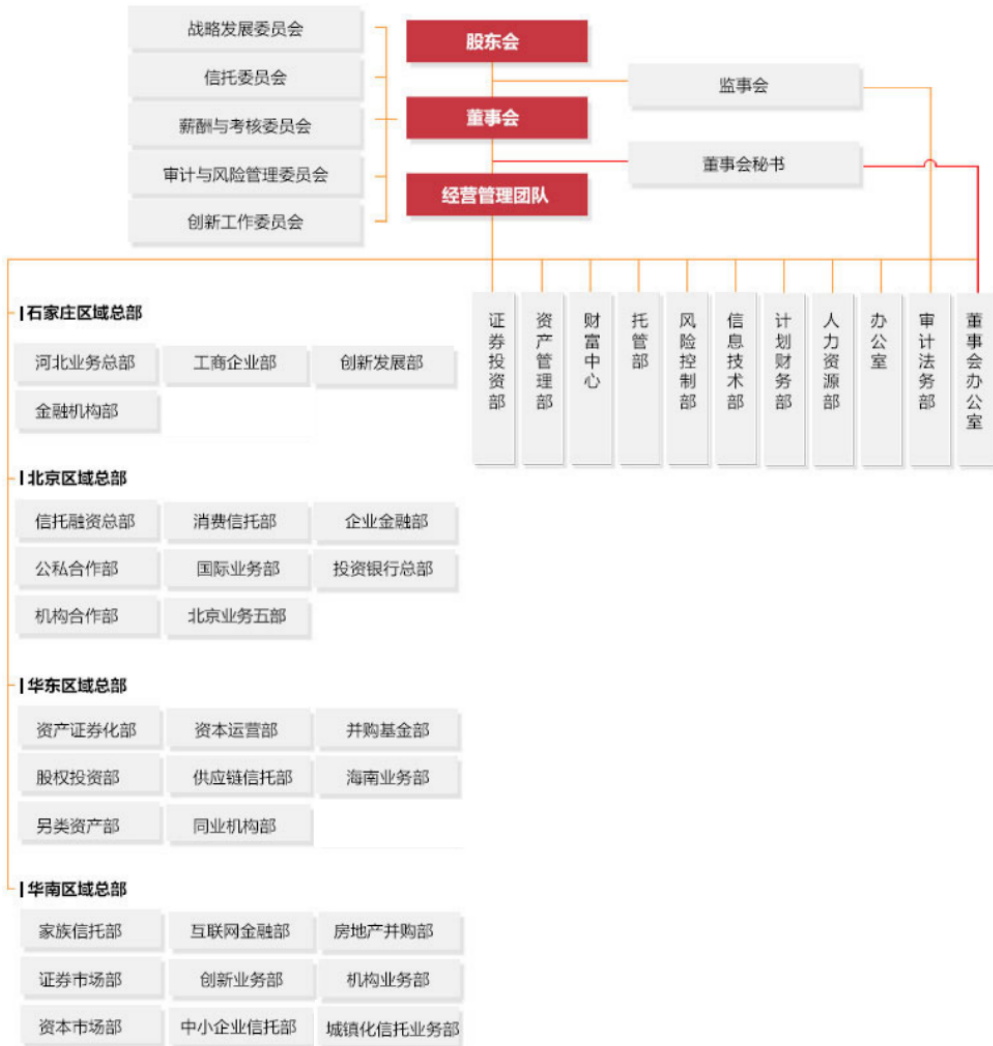 战略发展委员会
信托委员会
薪酬与考核委员会
审计与风险管理委员会
创新工作委员会
股东会
董事会
经营管理团队
监事会
董事会秘书
证券投资部
资产管理部
财富中心
托管部
风险控制部
信息技术部
计划财务部
人力资源部
办公室
审计法务部
董事会办公室
石家庄区域总部
河北业务总部
工商企业部
创新发展部
金融机构部
北京区域总部
信托融资总部
消费信托部
企业金融部
公私合作部
国际业务部
投资银行总部
机构合作部
北京业务五部
华东区域总部
资产证券化部
资本运营部
并购基金部
股权投资部
供应链信托部
海南业务部
另类资产部
同业机构部
华南区域总部
家族信托部
互联网金融部
房地产并购部
证券市场部
创新业务部
机构业务部
资本市场部
中小企业信托部
城镇化信托业务部